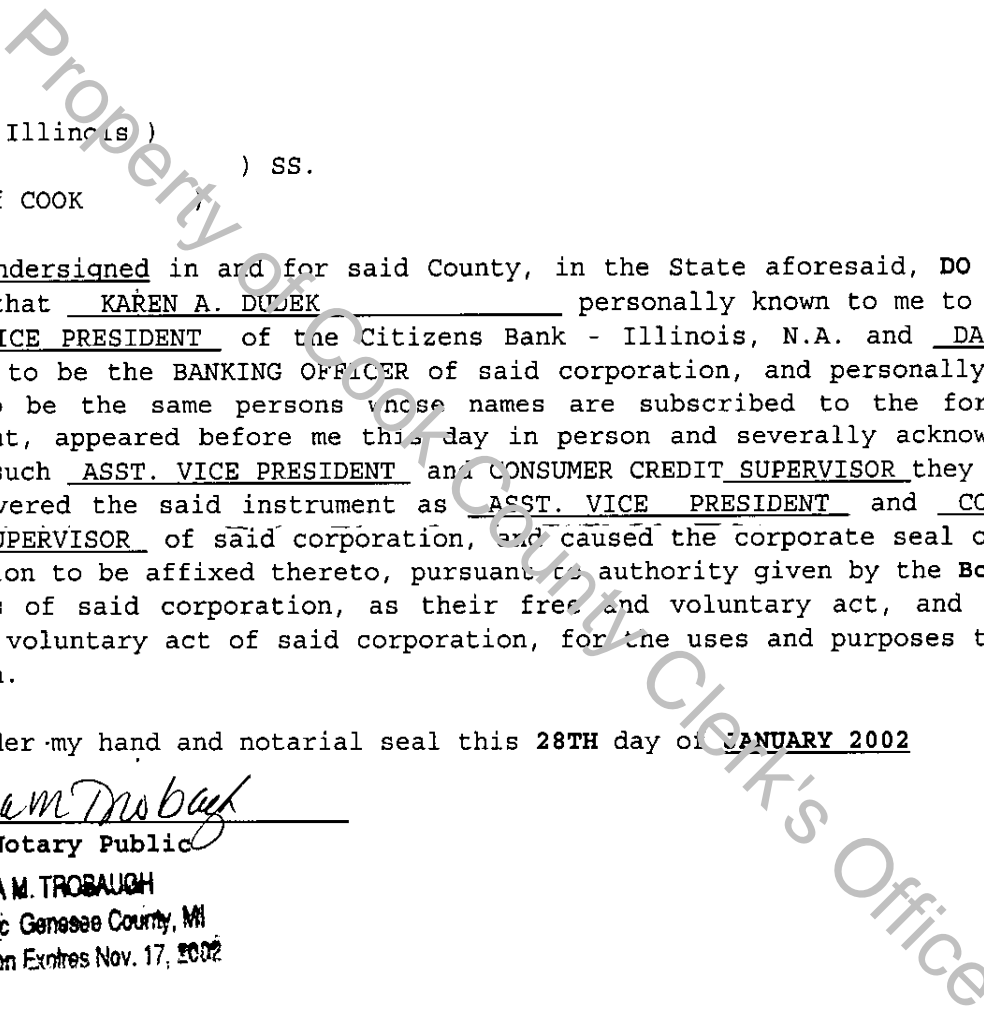 Property of Cook County Clerk's Office
Illinois )
) SS.
f COOK )
ndersigned in and for said County, in the State aforesaid, DO
that KAREN A. DUDEK personally known to me to
ICE PRESIDENT of the Citizens Bank - Illinois, N.A. and DA
to be the BANKING OFFICER of said corporation, and personally
o be the same persons whose names are subscribed to the for
nt, appeared before me this day in person and severally acknow
such ASST. VICE PRESIDENT and CONSUMER CREDIT SUPERVISOR they
vered the said instrument as ASST. VICE PRESIDENT and CO
UPERVISOR of said corporation, and caused the corporate seal o
ion to be affixed thereto, pursuant to authority given by the Bo
s of said corporation, as their free and voluntary act, and
voluntary act of said corporation, for the uses and purposes t
n.
der my hand and notarial seal this 28TH day of JANUARY 2002
am Trobaugh
Notary Public
A M. TROBAUGH
c Genesee County, MI
on Expires Nov. 17, 2002